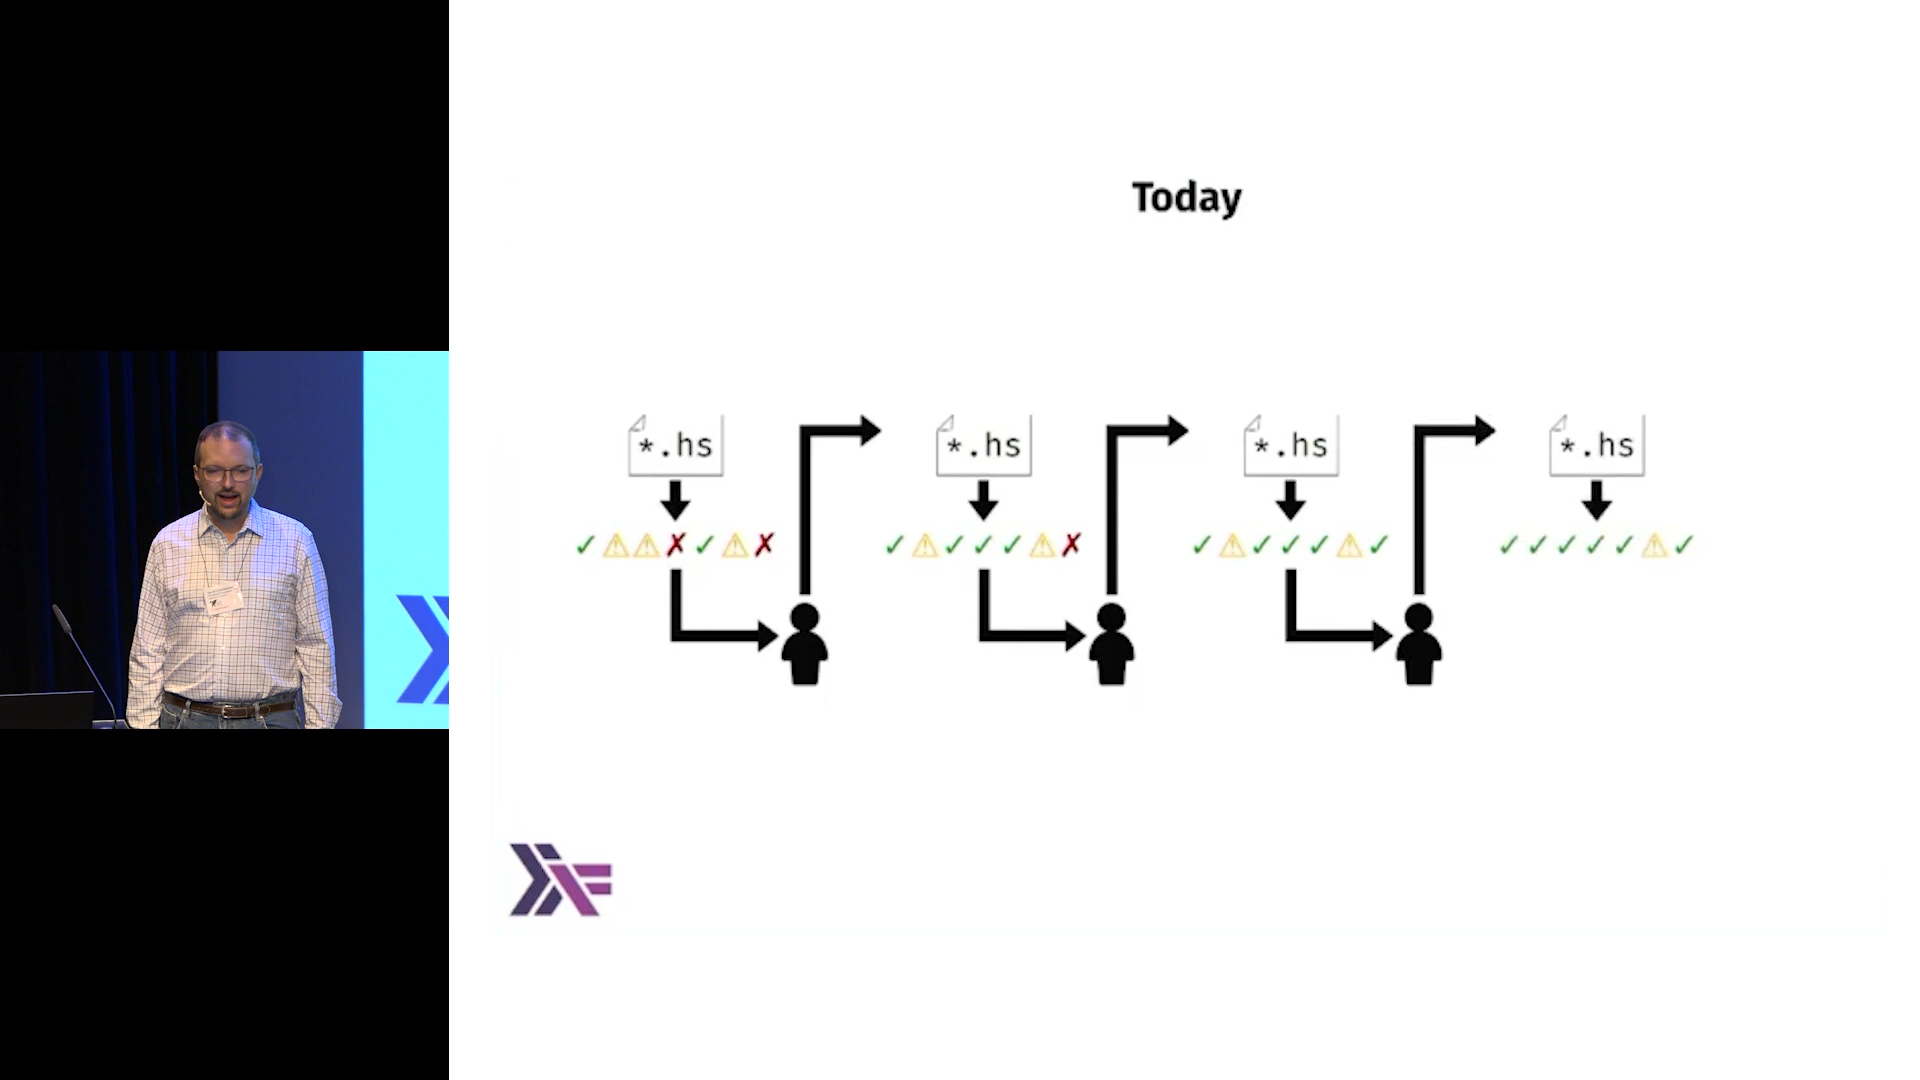 Today
*.hs *.hs *.hs *.hs
✓⚠⚠✗✓⚠✗ ✓⚠✓✓✓⚠✗ ✓⚠✓✓✓⚠✓ ✓✓✓✓✓⚠✓